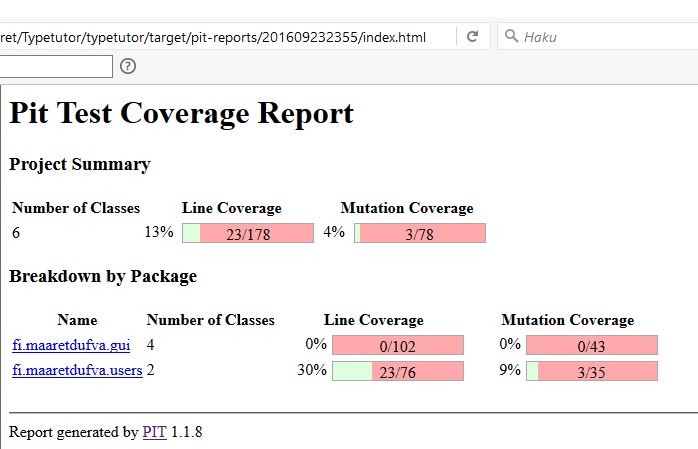 ret/Typetutor/typetutor/target/pit-reports/201609232355/index.html Haku
?
Pit Test Coverage Report
Project Summary
Number of Classes Line Coverage Mutation Coverage
6 13% 23/178 4% 3/78
Breakdown by Package
Name Number of Classes Line Coverage Mutation Coverage
fi.maaretdufva.gui 4 0% 0/102 0% 0/43
fi.maaretdufva.users 2 30% 23/76 9% 3/35
Report generated by PIT 1.1.8